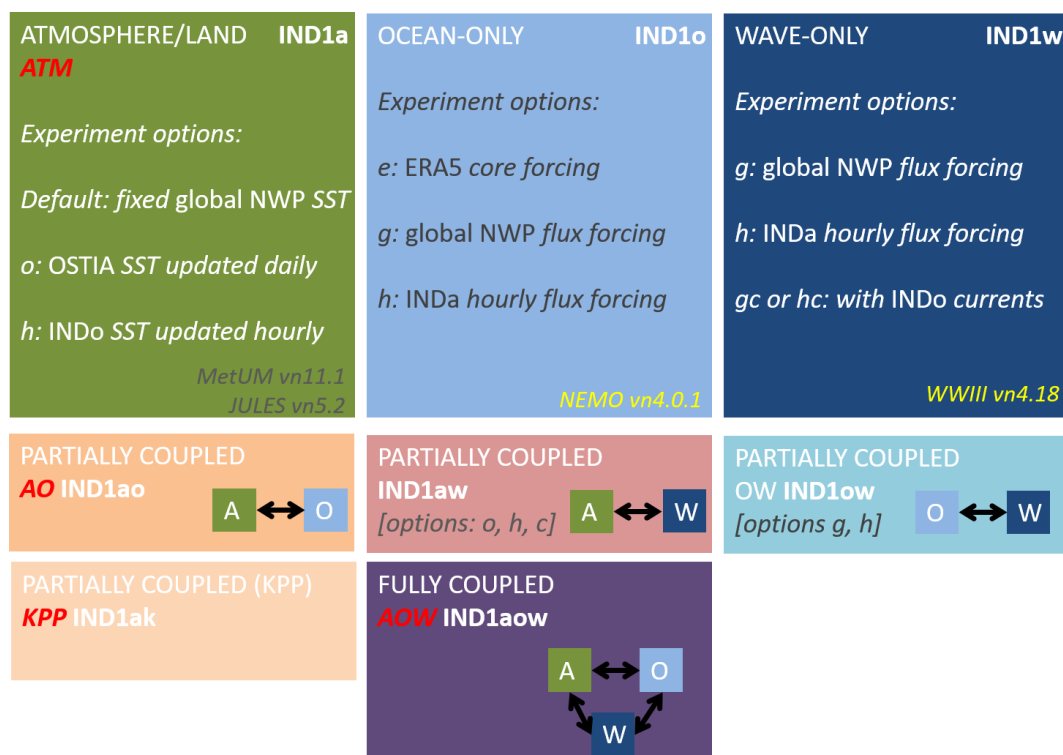 ATMOSPHERE/LAND IND1a
ATM
Experiment options:
Default: fixed global NWP SST
o: OSTIA SST updated daily
h: INDo SST updated hourly
MetUM vn11.1
JULES vn5.2
OCEAN-ONLY IND1o
Experiment options:
e: ERA5 core forcing
g: global NWP flux forcing
h: INDa hourly flux forcing
NEMO vn4.0.1
WAVE-ONLY IND1w
Experiment options:
g: global NWP flux forcing
h: INDa hourly flux forcing
gc or hc: with INDo currents
WWIII vn4.18
PARTIALLY COUPLED
AO IND1ao
A O
PARTIALLY COUPLED
IND1aw
[options: o, h, c]
A W
PARTIALLY COUPLED
OW IND1ow
[options g, h]
O W
PARTIALLY COUPLED (KPP)
KPP IND1ak
FULLY COUPLED
AOW IND1aow
A O
W